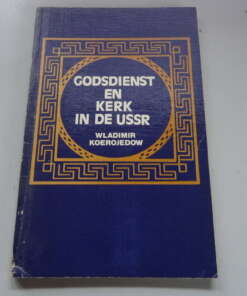 GODSDIENST
EN
KERK
IN DE USSR
WLADIMIR
KOEROJEDOW